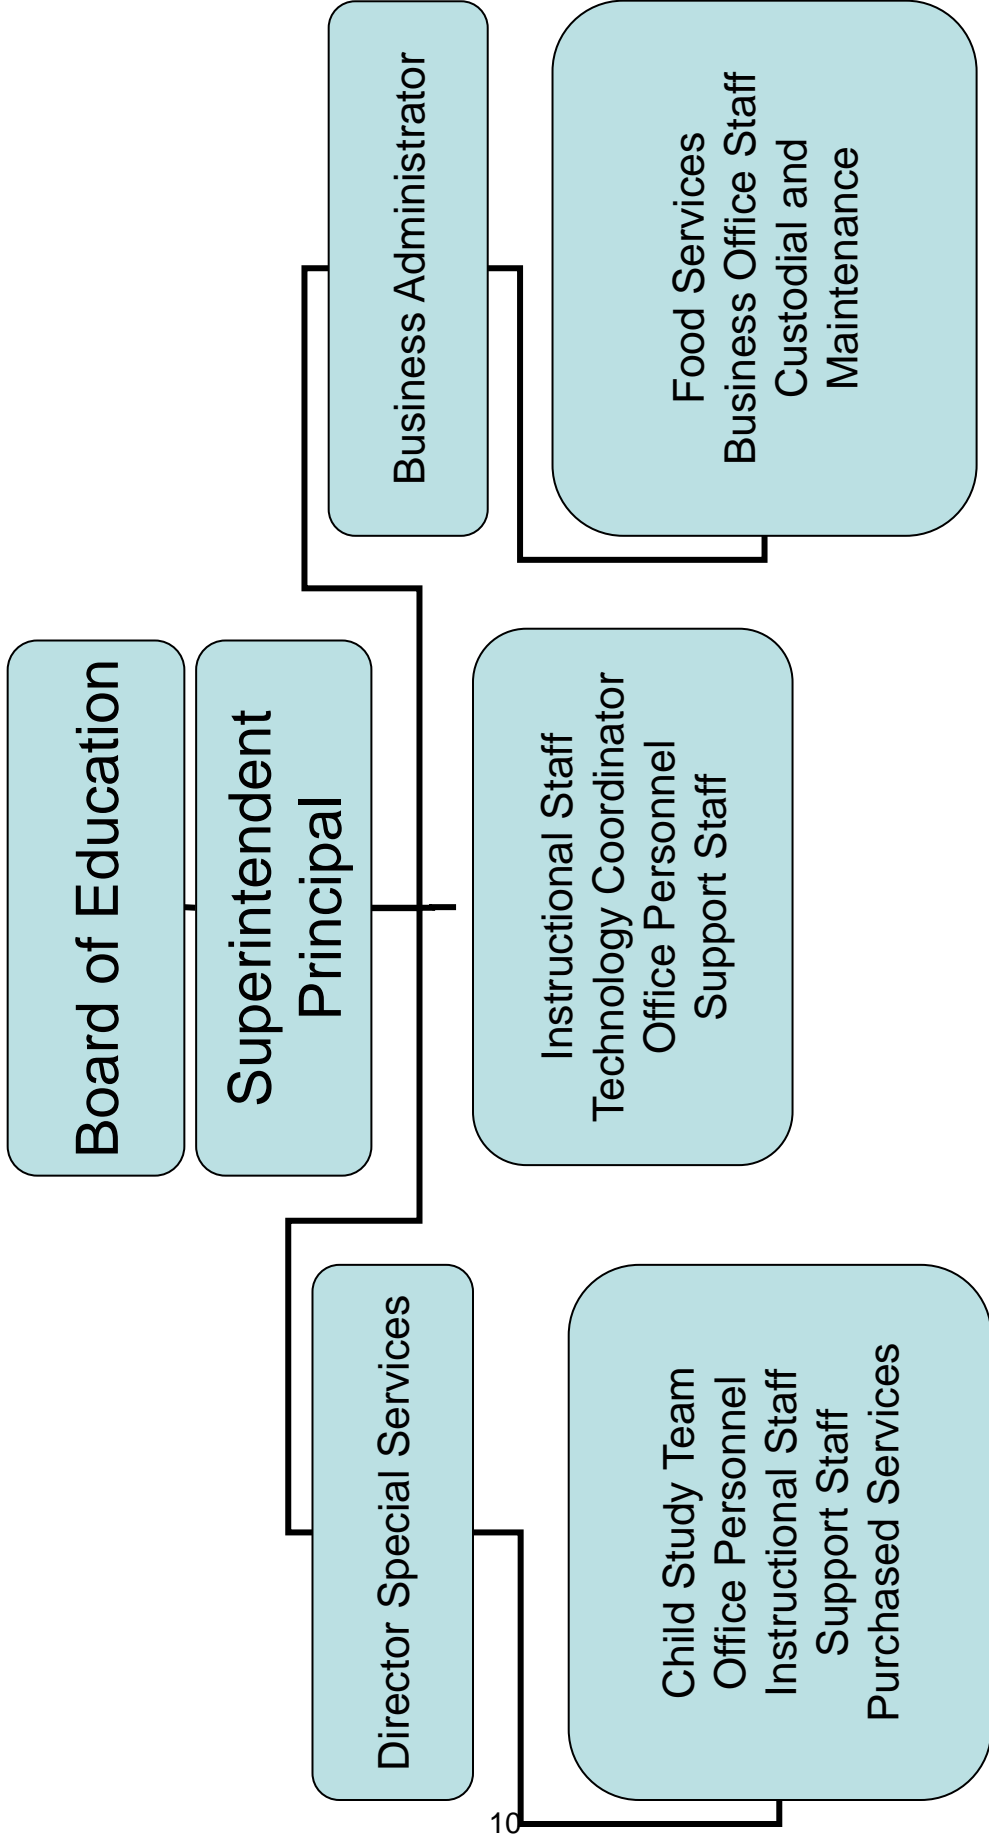 Board of Education
Superintendent
Principal
Director Special Services
Business Administrator
Child Study Team
Office Personnel
Instructional Staff
Support Staff
Purchased Services
Instructional Staff
Technology Coordinator
Office Personnel
Support Staff
Food Services
Business Office Staff
Custodial and
Maintenance
10